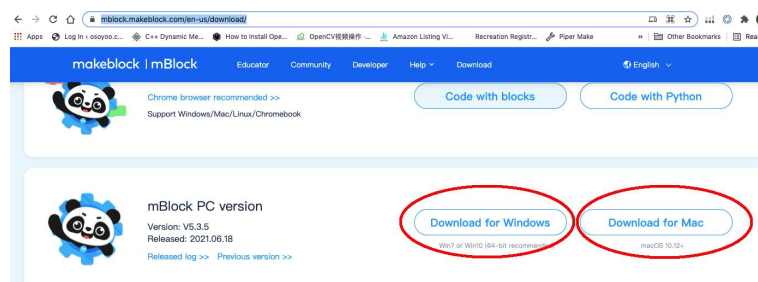 mblock.makeblock.com/en-us/download/
Apps Log In < osoyoo.c... C++ Dynamic Me... How to Install Ope... OpenCV视频操作 -... Amazon Listing Vi... Recreation Registr... Piper Make » Other Bookmarks Rea
makeblock | mBlock Educator Community Developer Help Download English
Chrome browser recommended >>
Support Windows/Mac/Linux/Chromebook
Code with blocks Code with Python
mBlock PC version
Version: V5.3.5
Released: 2021.06.18
Released log >> Previous version >>
Download for Windows Download for Mac
Win7 or Win10 (64-bit recommende macOS 10.12+